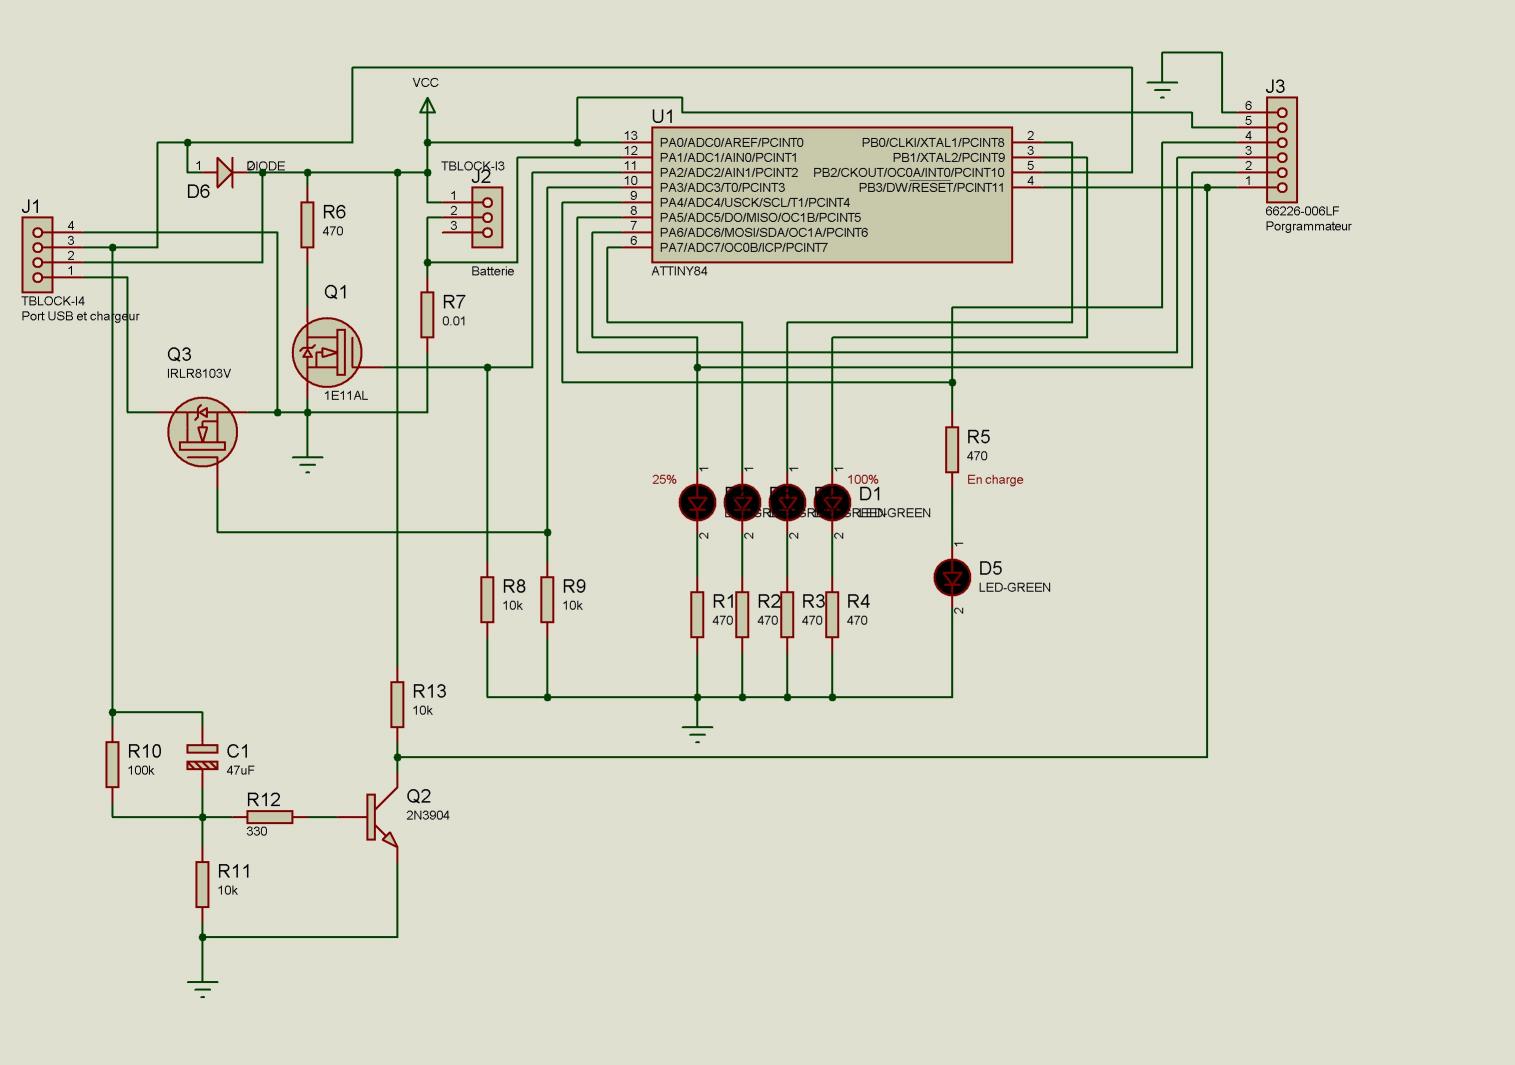 VCC
J3
6
5
4
3
2
1
66226-006LF
Porgrammateur
U1
13
12
11
10
9
8
7
6
PA0/ADC0/AREF/PCINT0
PA1/ADC1/AIN0/PCINT1
PA2/ADC2/AIN1/PCINT2
PA3/ADC3/T0/PCINT3
PA4/ADC4/USCK/SCL/T1/PCINT4
PA5/ADC5/DO/MISO/OC1B/PCINT5
PA6/ADC6/MOSI/SDA/OC1A/PCINT6
PA7/ADC7/OC0B/ICP/PCINT7
PB0/CLKI/XTAL1/PCINT8
PB1/XTAL2/PCINT9
PB2/CKOUT/OC0A/INT0/PCINT10
PB3/DW/RESET/PCINT11
2
3
5
4
ATTINY84
1
2
DIODE
D6
TBLOCK-I3
J2
1
2
3
Batterie
J1
4
3
2
1
TBLOCK-I4
Port USB et chargeur
R6
470
Q1
1E11AL
R7
0.01
Q3
IRLR8103V
R5
470
En charge
25%
100%
1
1
1
1
D1
LED-GREEN
2
2
2
2
1
D5
LED-GREEN
2
R8
10k
R9
10k
R1
470
R2
470
R3
470
R4
470
R13
10k
R10
100k
C1
47uF
R12
330
Q2
2N3904
R11
10k